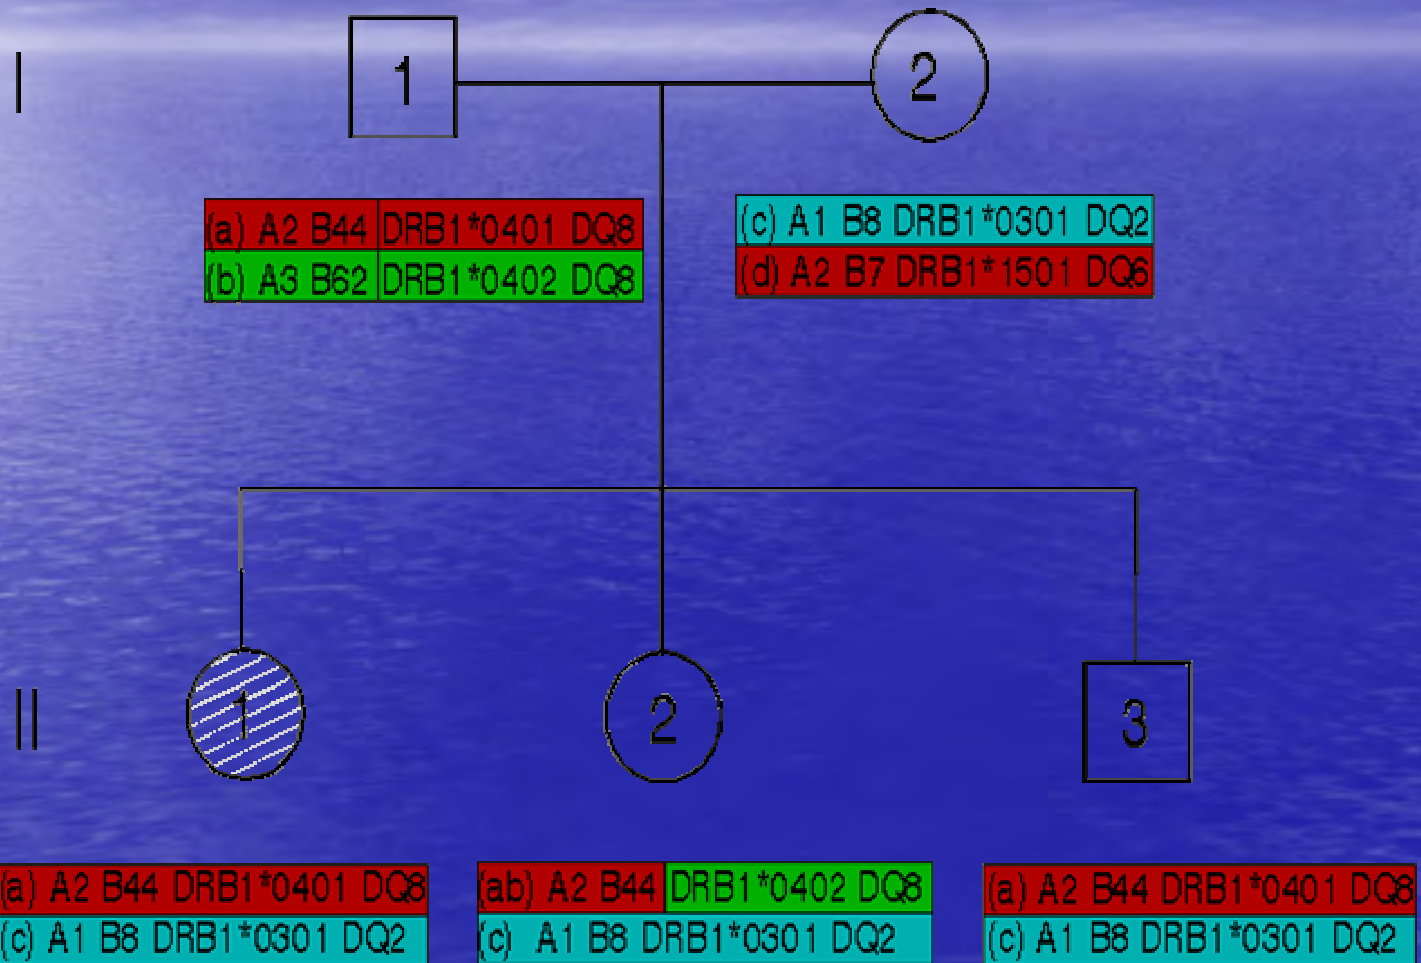 I
1
2
(a) A2 B44 DRB1*0401 DQ8
(b) A3 B62 DRB1*0402 DQ8
(c) A1 B8 DRB1*0301 DQ2
(d) A2 B7 DRB1*1501 DQ6
II
1
2
3
(a) A2 B44 DRB1*0401 DQ8
(c) A1 B8 DRB1*0301 DQ2
(ab) A2 B44 DRB1*0402 DQ8
(c) A1 B8 DRB1*0301 DQ2
(a) A2 B44 DRB1*0401 DQ8
(c) A1 B8 DRB1*0301 DQ2